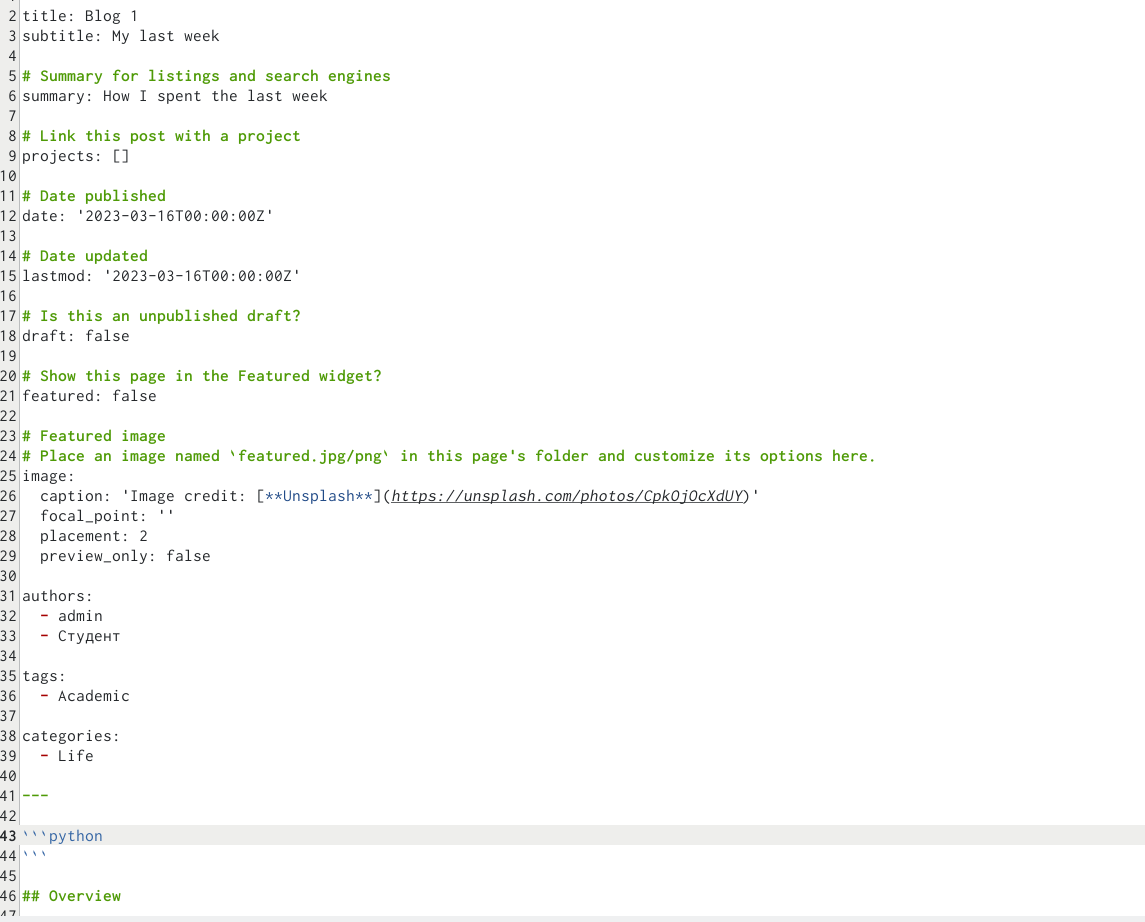 2 title: Blog 1
3 subtitle: My last week
4
5 # Summary for listings and search engines
6 summary: How I spent the last week
7
8 # Link this post with a project
9 projects: []
10
11 # Date published
12 date: '2023-03-16T00:00:00Z'
13
14 # Date updated
15 lastmod: '2023-03-16T00:00:00Z'
16
17 # Is this an unpublished draft?
18 draft: false
19
20 # Show this page in the Featured widget?
21 featured: false
22
23 # Featured image
24 # Place an image named `featured.jpg/png` in this page's folder and customize its options here.
25 image:
26   caption: 'Image credit: [**Unsplash**](https://unsplash.com/photos/CpkOjOcXdUY)'
27   focal_point: ''
28   placement: 2
29   preview_only: false
30
31 authors:
32   - admin
33   - Студент
34
35 tags:
36   - Academic
37
38 categories:
39   - Life
40
41 ---
42
43 ```python
44 ```
45
46 ## Overview
47